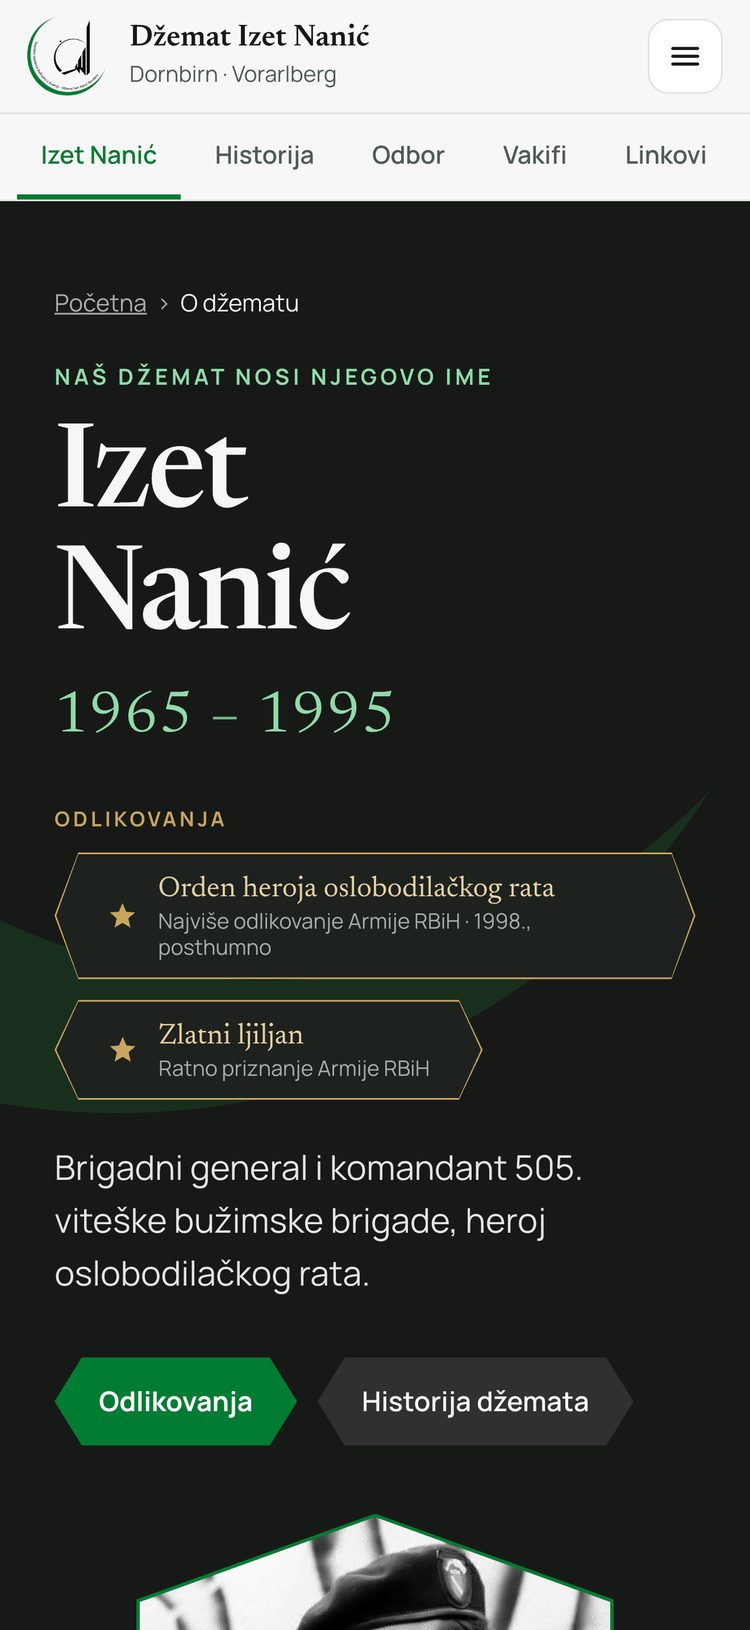 Džemat Izet Nanić
Dornbirn · Vorarlberg
Izet Nanić
Historija
Odbor
Vakifi
Linkovi
Početna › O džematu
NAŠ DŽEMAT NOSI NJEGOVO IME
Izet
Nanić
1965 – 1995
ODLIKOVANJA
Orden heroja oslobodilačkog rata
Najviše odlikovanje Armije RBiH · 1998.,
posthumno
Zlatni ljiljan
Ratno priznanje Armije RBiH
Brigadni general i komandant 505.
viteške bužimske brigade, heroj
oslobodilačkog rata.
Odlikovanja
Historija džemata